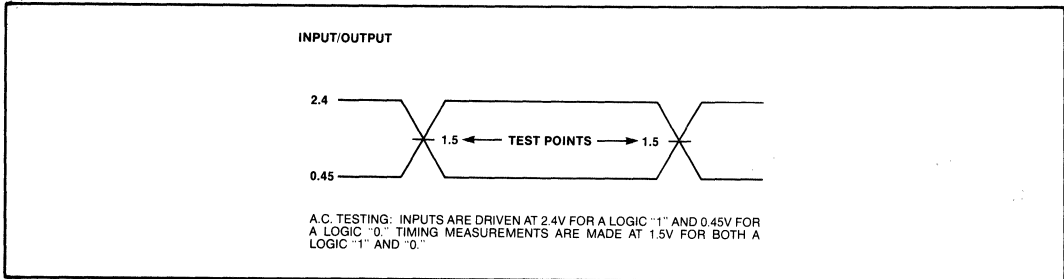 INPUT/OUTPUT
2.4
1.5 TEST POINTS 1.5
0.45
A.C. TESTING: INPUTS ARE DRIVEN AT 2.4V FOR A LOGIC "1" AND 0.45V FOR
A LOGIC "0." TIMING MEASUREMENTS ARE MADE AT 1.5V FOR BOTH A
LOGIC "1" AND "0."